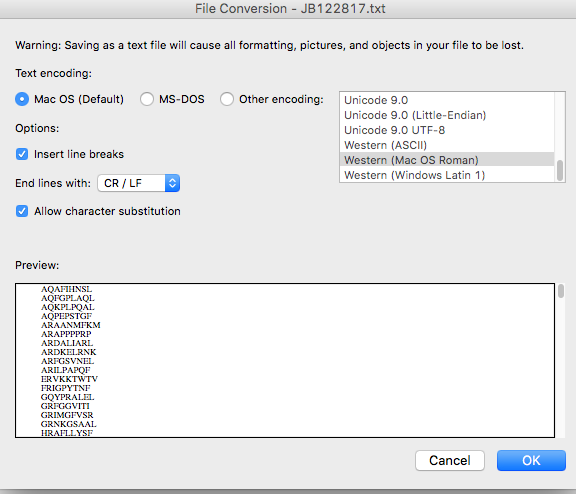 File Conversion - JB122817.txt
Warning: Saving as a text file will cause all formatting, pictures, and objects in your file to be lost.
Text encoding:
Mac OS (Default) MS-DOS Other encoding:
Unicode 9.0
Unicode 9.0 (Little-Endian)
Unicode 9.0 UTF-8
Western (ASCII)
Western (Mac OS Roman)
Western (Windows Latin 1)
Options:
Insert line breaks
End lines with: CR / LF
Allow character substitution
Preview:
AQAFIHNSL
AQFGPLAQL
AQKPLPQAL
AQPEPSTGF
ARAANMFKM
ARAPPPPRP
ARDALIARL
ARDKELRNK
ARFGSVNEL
ARILPAPQF
ERVKKTWTV
FRIGPYTNF
GQYPRALEL
GRFGGVITI
GRIMGFVSR
GRNKGSAAL
HRAFLLYSF
Cancel OK